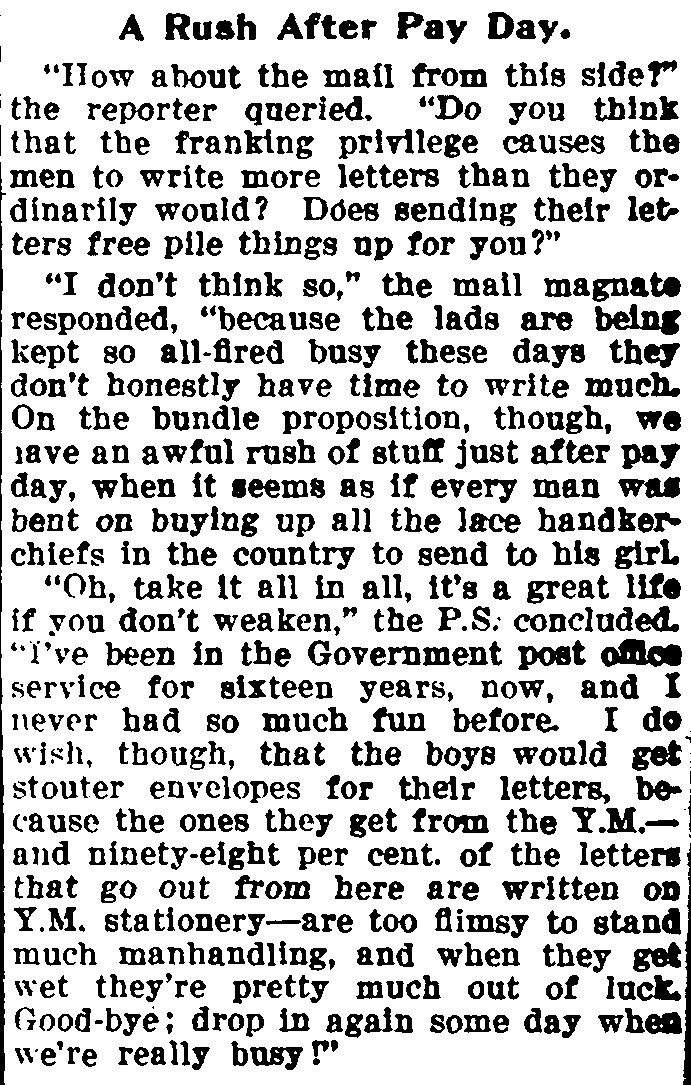 A Rush After Pay Day.
"How about the mail from this side?"
the reporter queried. "Do you think
that the franking privilege causes the
men to write more letters than they or-
dinarily would? Does sending their let-
ters free pile things up for you?"
"I don't think so," the mail magnate
responded, "because the lads are being
kept so all-fired busy these days they
don't honestly have time to write much.
On the bundle proposition, though, we
have an awful rush of stuff just after pay
day, when it seems as if every man was
bent on buying up all the lace handker-
chiefs in the country to send to his girl.
"Oh, take it all in all, it's a great life
if you don't weaken," the P.S. concluded.
"I've been in the Government post office
service for sixteen years, now, and I
never had so much fun before. I do
wish, though, that the boys would get
stouter envelopes for their letters, be-
cause the ones they get from the Y.M.—
and ninety-eight per cent. of the letters
that go out from here are written on
Y.M. stationery—are too flimsy to stand
much manhandling, and when they get
wet they're pretty much out of luck.
Good-bye; drop in again some day when
we're really busy!"